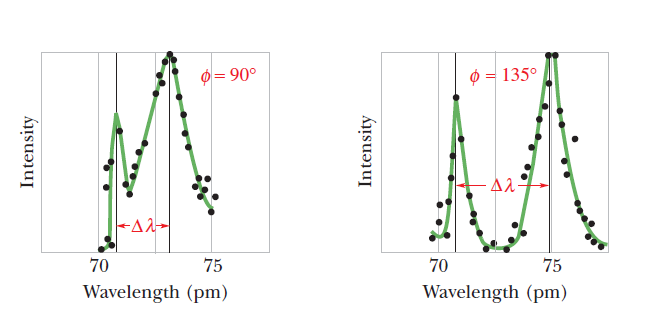 Intensity
ϕ = 90°
Δλ
70 75
Wavelength (pm)
Intensity
ϕ = 135°
Δλ
70 75
Wavelength (pm)